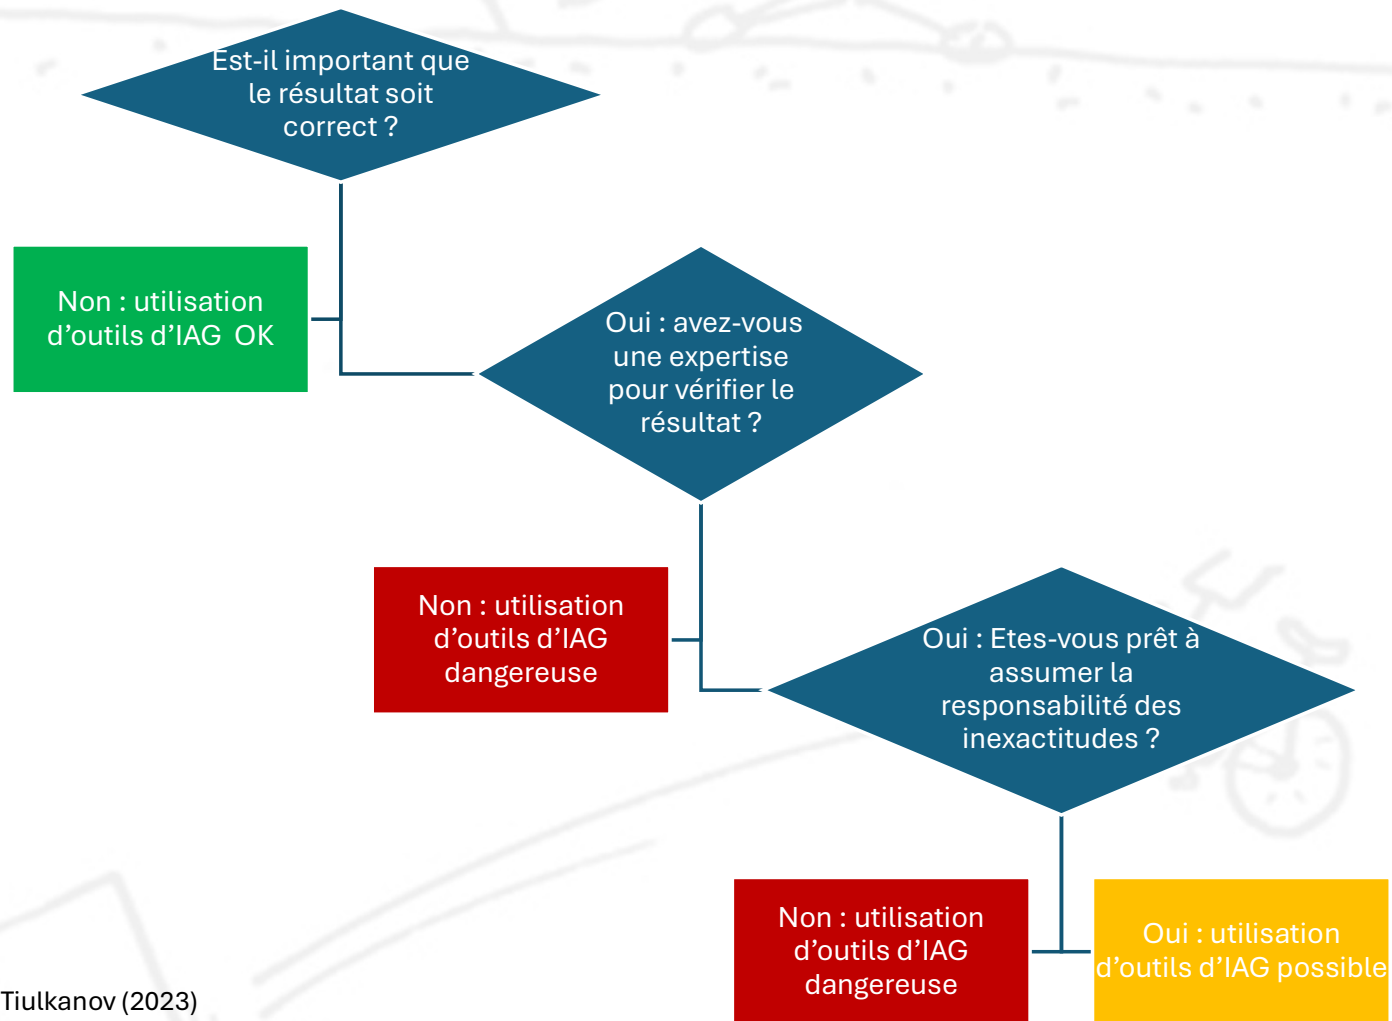 Est-il important que
le résultat soit
correct ?
Non : utilisation
d’outils d’IAG  OK
Oui : avez-vous
une expertise
pour vérifier le
résultat ?
Non : utilisation
d’outils d’IAG
dangereuse
Oui : Etes-vous prêt à
assumer la
responsabilité des
inexactitudes ?
Non : utilisation
d’outils d’IAG
dangereuse
Oui : utilisation
d’outils d’IAG possible
Tiulkanov (2023)